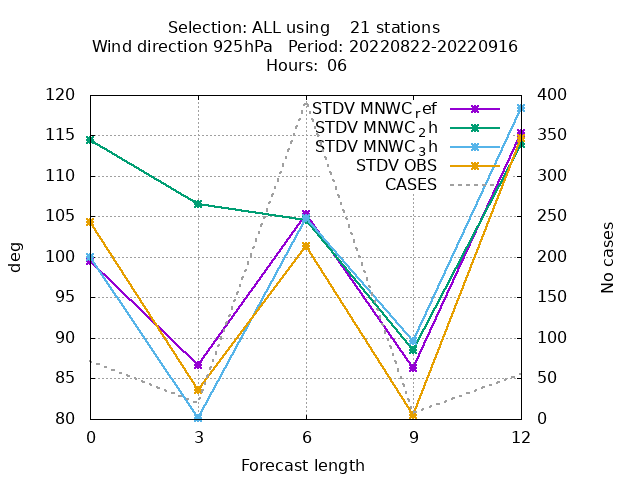 Selection: ALL using    21 stations
Wind direction 925hPa   Period: 20220822-20220916
Hours: 06
STDV MNWC_ref
STDV MNWC_2h
STDV MNWC_3h
STDV OBS
CASES
120
115
110
105
100
95
90
85
80
400
350
300
250
200
150
100
50
0
deg
No cases
0 3 6 9 12
Forecast length